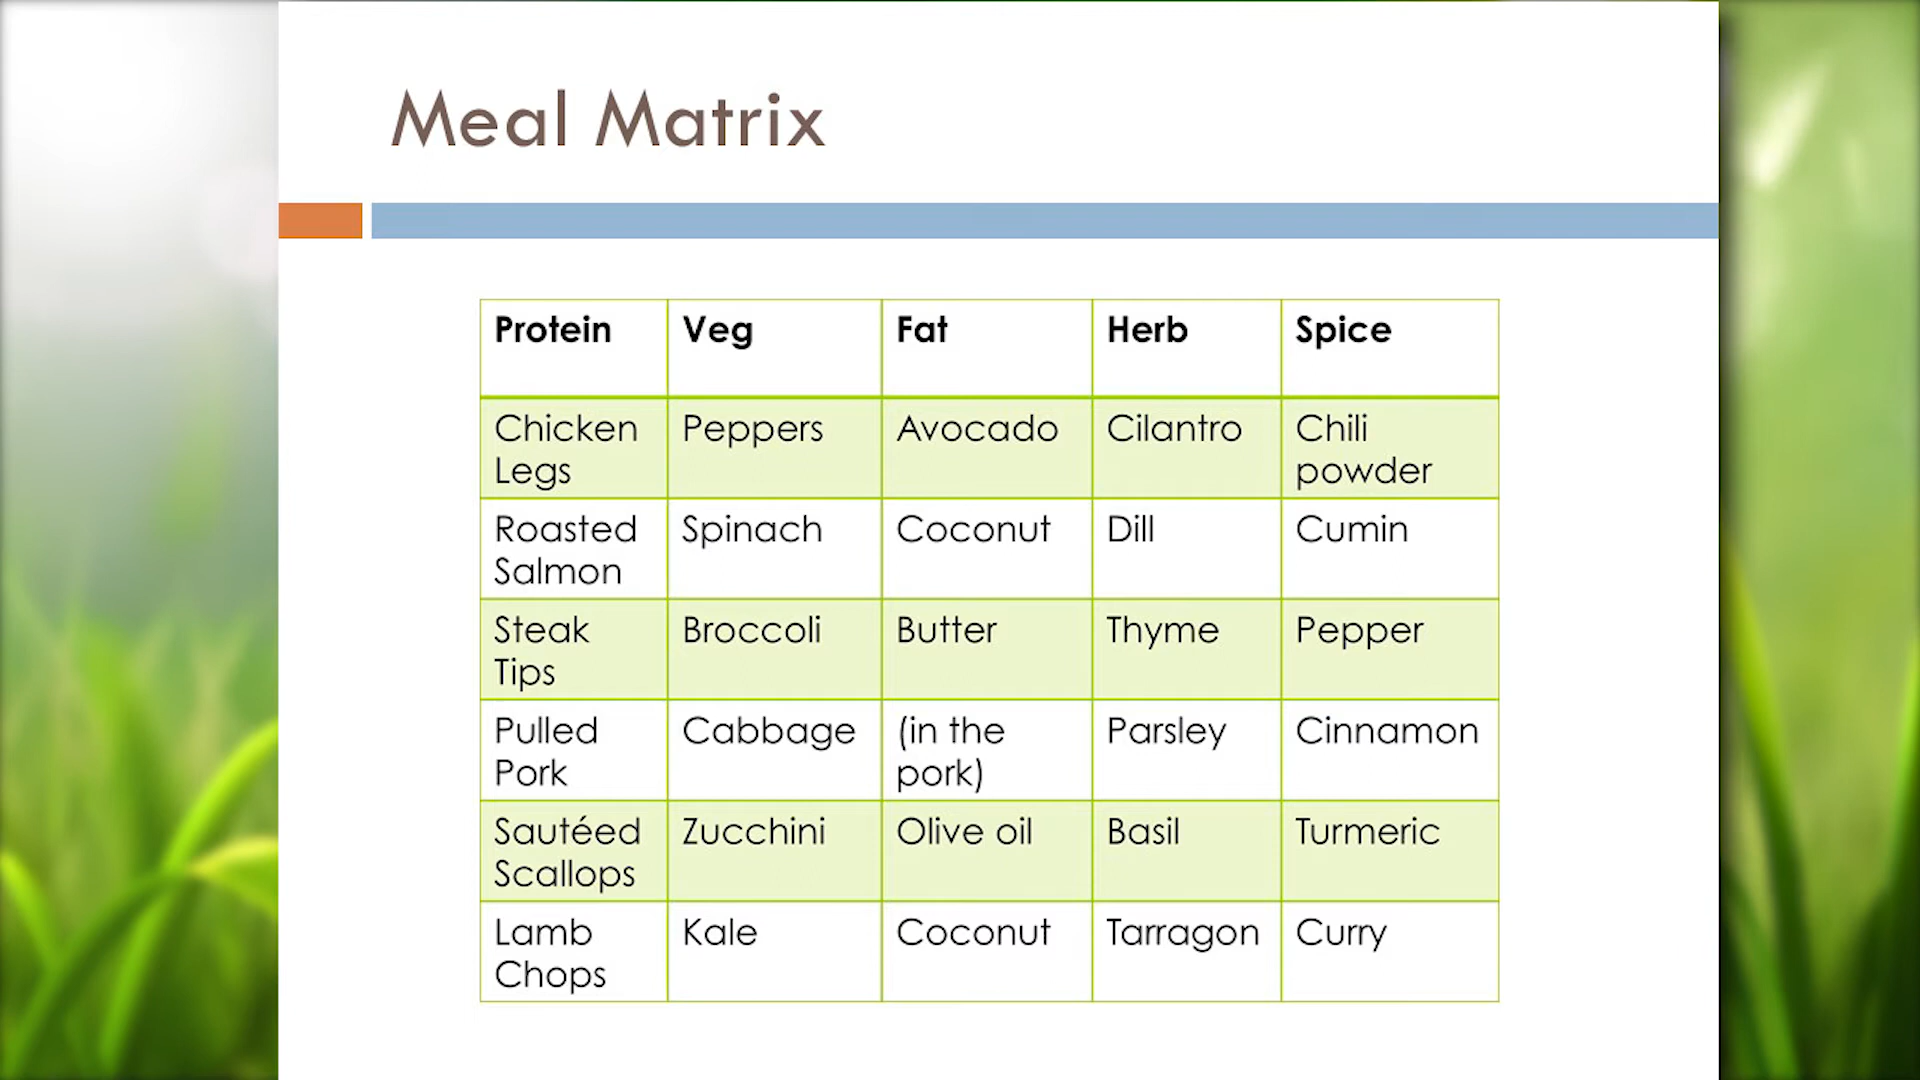 Meal Matrix
Protein Veg Fat Herb Spice
Chicken Legs Peppers Avocado Cilantro Chili powder
Roasted Salmon Spinach Coconut Dill Cumin
Steak Tips Broccoli Butter Thyme Pepper
Pulled Pork Cabbage (in the pork) Parsley Cinnamon
Sautéed Scallops Zucchini Olive oil Basil Turmeric
Lamb Chops Kale Coconut Tarragon Curry